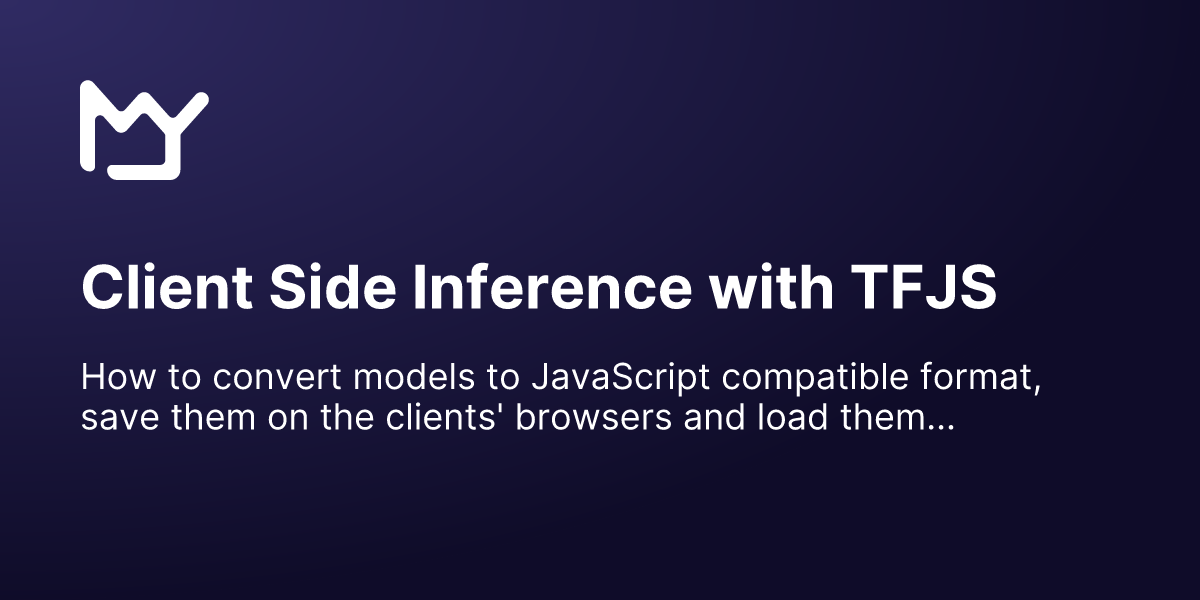 Client Side Inference with TFJS
How to convert models to JavaScript compatible format,
save them on the clients' browsers and load them...